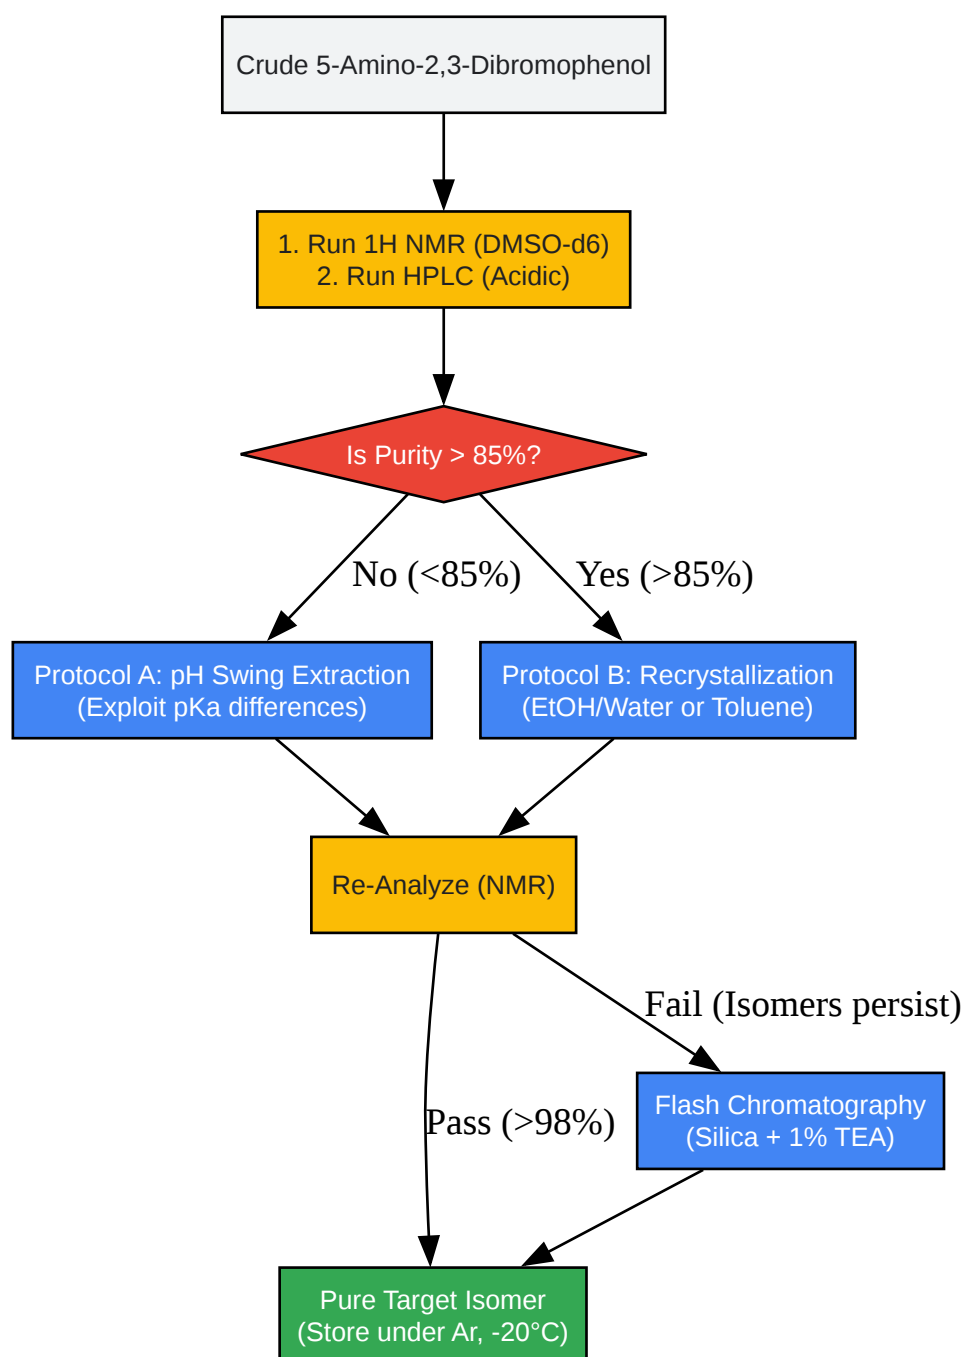 Crude 5-Amino-2,3-Dibromophenol
1. Run 1H NMR (DMSO-d6)
2. Run HPLC (Acidic)
Is Purity > 85%?
No (<85%)
Yes (>85%)
Protocol A: pH Swing Extraction
(Exploit pKa differences)
Protocol B: Recrystallization
(EtOH/Water or Toluene)
Re-Analyze (NMR)
Fail (Isomers persist)
Flash Chromatography
(Silica + 1% TEA)
Pass (>98%)
Pure Target Isomer
(Store under Ar, -20°C)